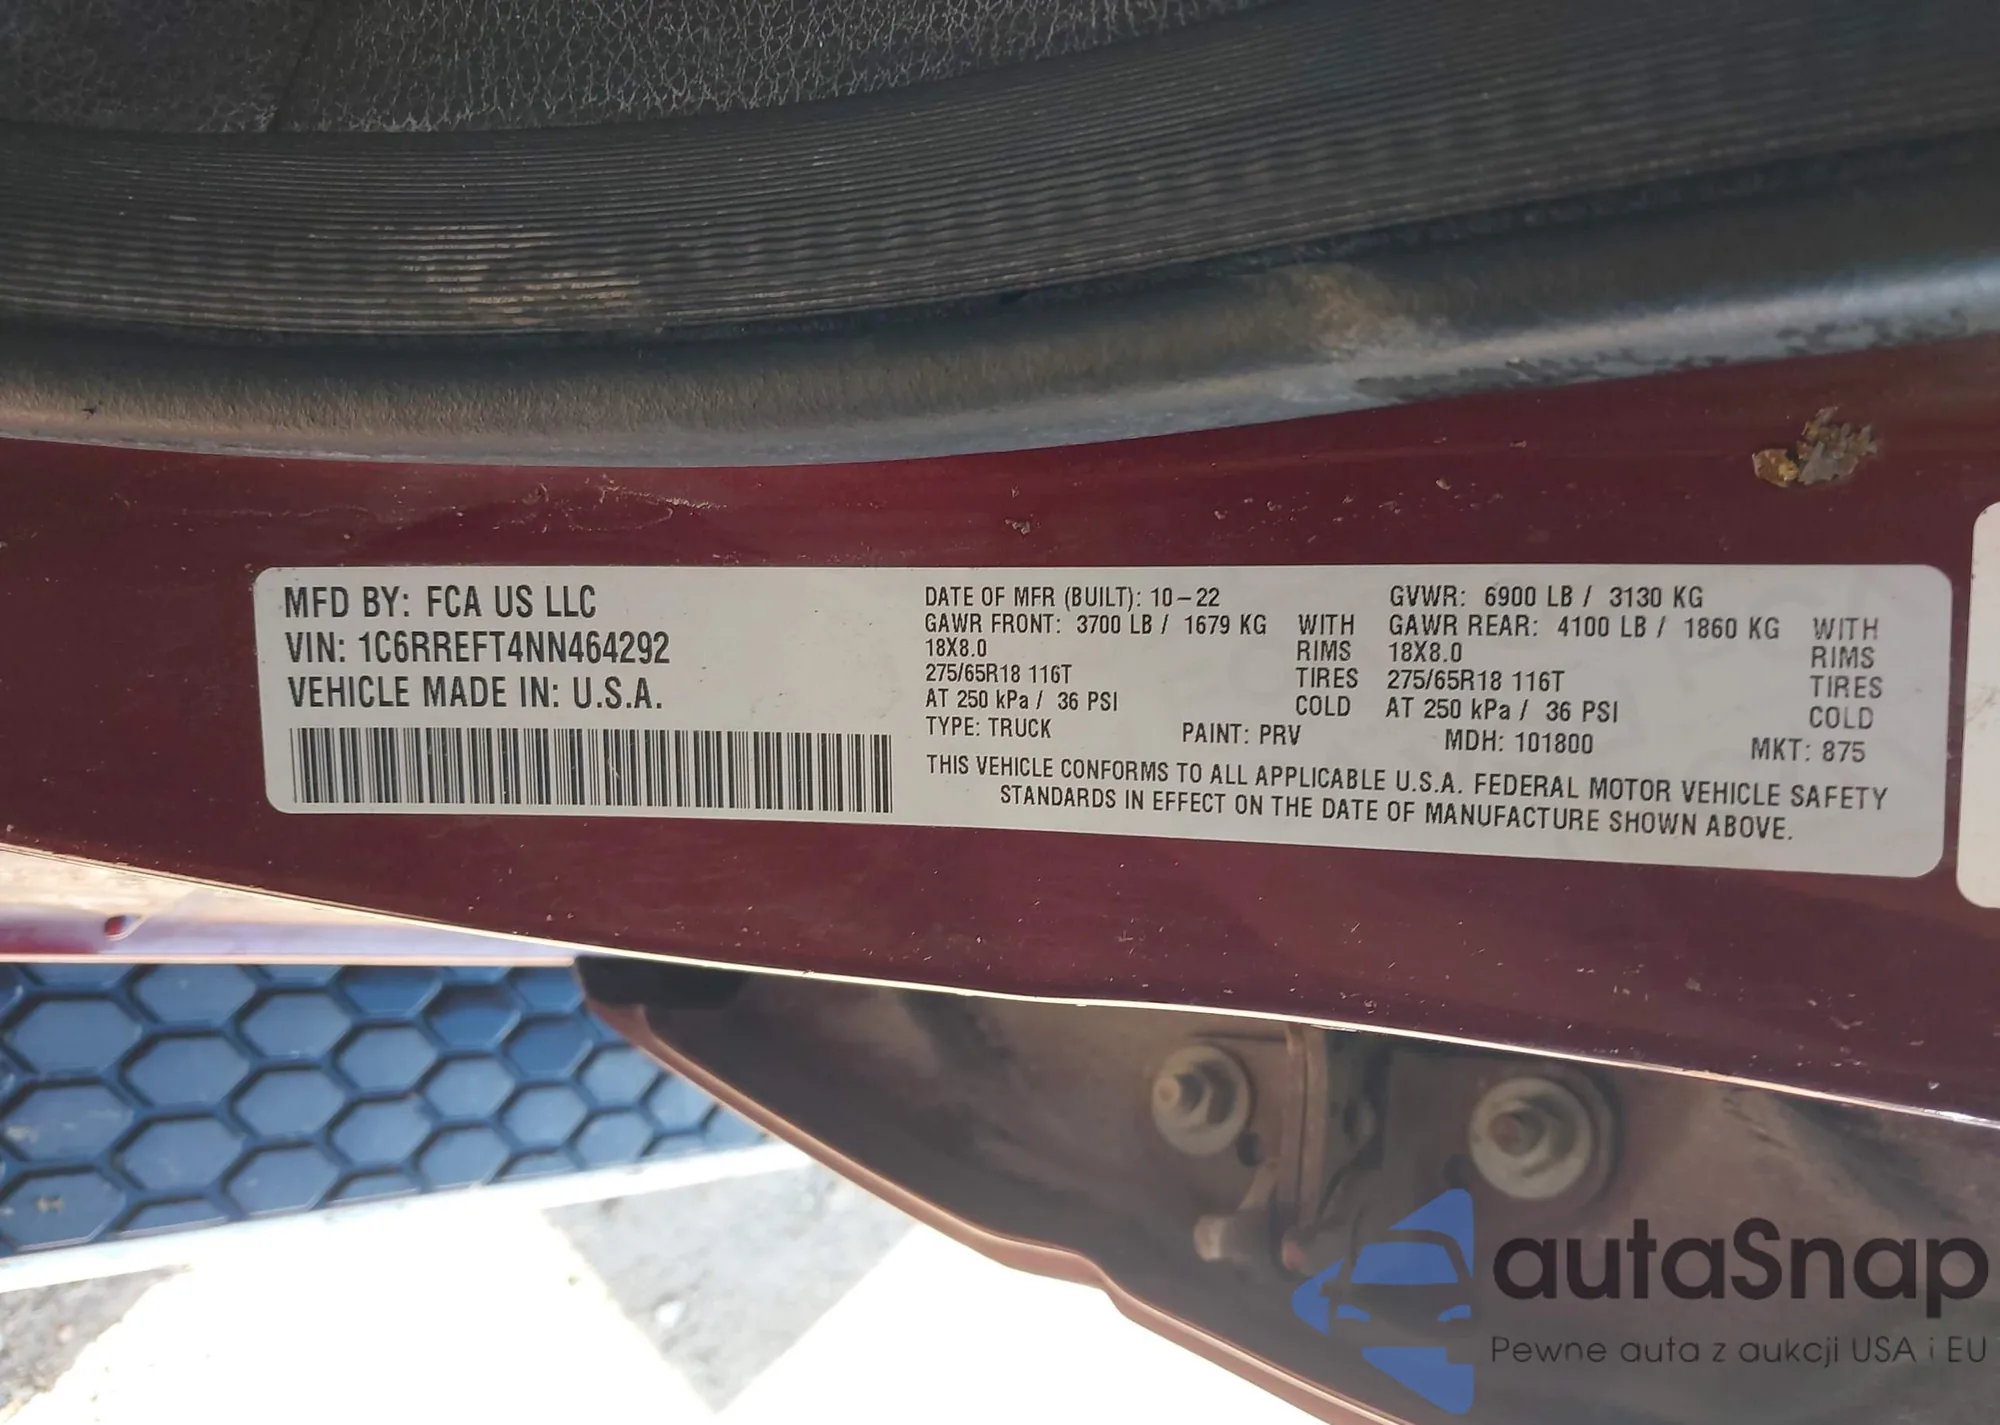 MFD BY: FCA US LLC
VIN: 1C6RREFT4NN464292
VEHICLE MADE IN: U.S.A.
DATE OF MFR (BUILT): 10-22 GVWR: 6900 LB / 3130 KG
GAWR FRONT: 3700 LB / 1679 KG WITH GAWR REAR: 4100 LB / 1860 KG WITH
18X8.0 RIMS 18X8.0 RIMS
275/65R18 116T TIRES 275/65R18 116T TIRES
AT 250 kPa / 36 PSI COLD AT 250 kPa / 36 PSI COLD
TYPE: TRUCK PAINT: PRV MDH: 101800 MKT: 875
THIS VEHICLE CONFORMS TO ALL APPLICABLE U.S.A. FEDERAL MOTOR VEHICLE SAFETY
STANDARDS IN EFFECT ON THE DATE OF MANUFACTURE SHOWN ABOVE.
autaSnap
Pewne auta z aukcji USA i EU